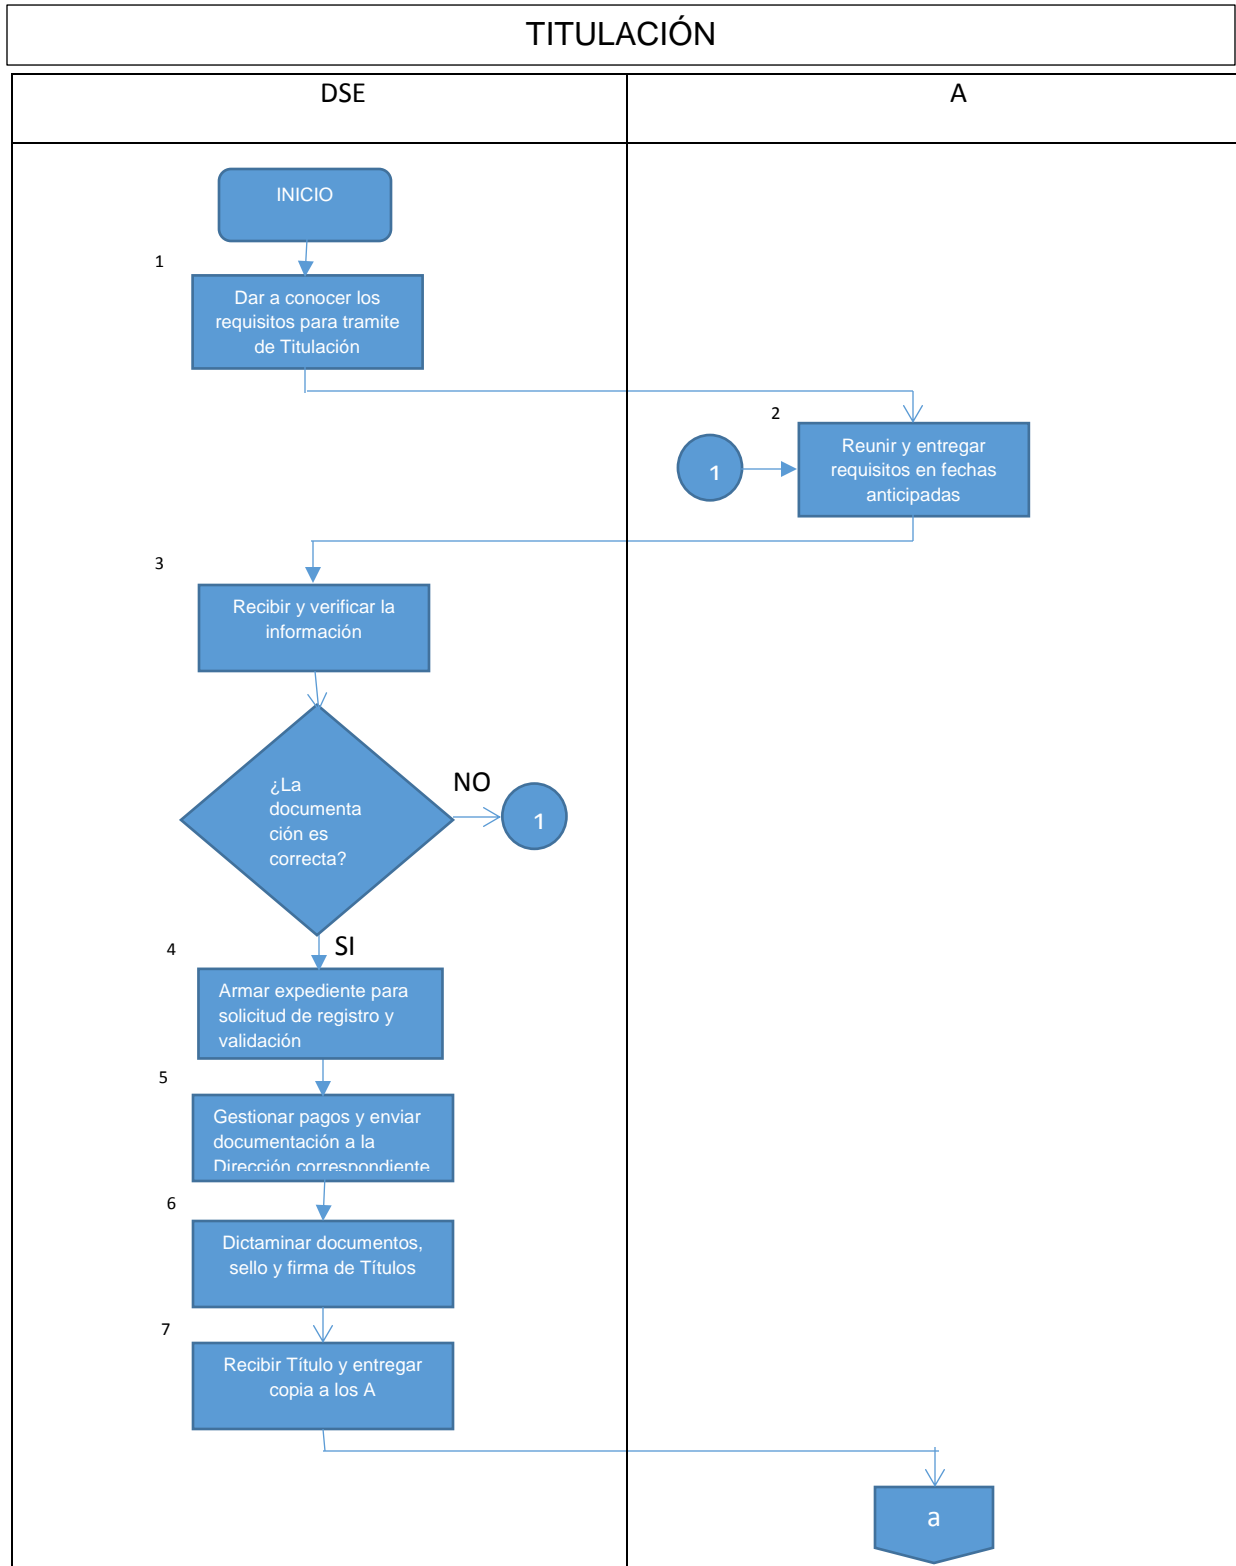 TITULACIÓN
DSE
A
INICIO
1
Dar a conocer los
requisitos para tramite
de Titulación
2
1
Reunir y entregar
requisitos en fechas
anticipadas
3
Recibir y verificar la
información
¿La
documenta
ción es
correcta?
NO
1
SI
4
Armar expediente para
solicitud de registro y
validación
5
Gestionar pagos y enviar
documentación a la
Dirección correspondiente
6
Dictaminar documentos,
sello y firma de Títulos
7
Recibir Título y entregar
copia a los A
a